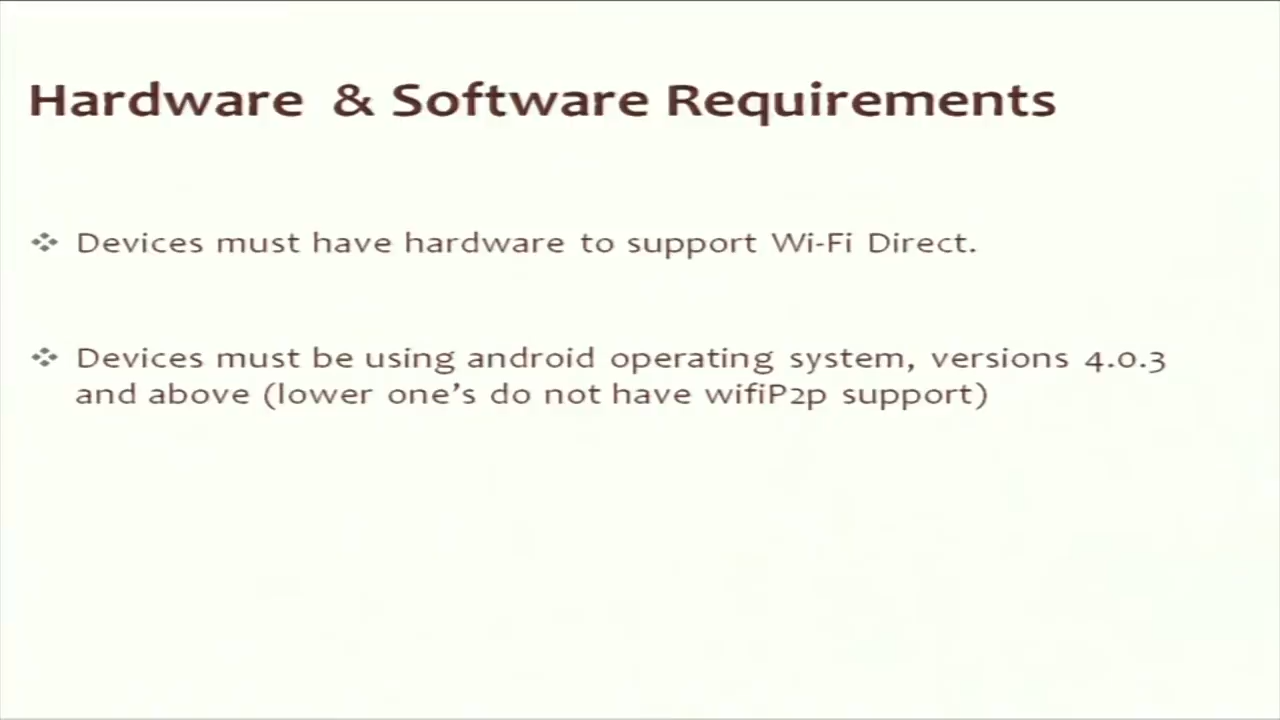 Hardware & Software Requirements
Devices must have hardware to support Wi-Fi Direct.
Devices must be using android operating system, versions 4.0.3
and above (lower one's do not have wifiP2p support)